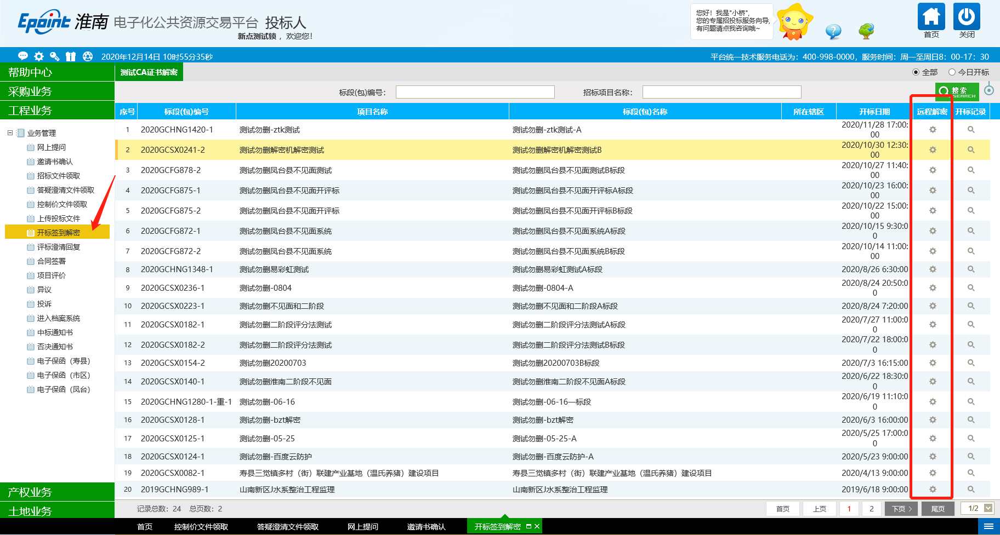 Epoint 淮南 电子化公共资源交易平台 投标人
新点测试锁 ，欢迎您！
您好！我是"小桥"，
您的专属招投标服务向导，
有问题请点我咨询哦~
首页 关闭
2020年12月14日 10时55分35秒
平台统一技术服务电话为：400-998-0000，服务时间：周一至周日8：00-17：30
帮助中心
采购业务
工程业务
业务管理
网上提问
邀请书确认
招标文件领取
答疑澄清文件领取
控制价文件领取
上传投标文件
开标签到解密
评标澄清回复
合同签署
项目评价
异议
投诉
进入档案系统
中标通知书
否决通知书
电子保函（寿县）
电子保函（市区）
电子保函（凤台）
产权业务
土地业务
测试CA证书解密
全部 今日开标
标段(包)编号： 招标项目名称： 搜索 SEARCH
序号 标段(包)编号 项目名称 标段(包)名称 所在辖区 开标日期 远程解密 开标记录
1 2020GCHNG1420-1 测试勿删-ztk测试 测试勿删-ztk测试-A 2020/11/28 17:00:
00
2 2020GCSX0241-2 测试勿删解密机解密测试 测试勿删解密机解密测试B 2020/10/30 12:30:
00
3 2020GCFG878-2 测试勿删凤台县不见面测试 测试勿删凤台县不见面测试B标段 2020/10/27 11:40:
00
4 2020GCFG875-1 测试勿删凤台县不见面开评标 测试勿删凤台县不见面开评标A标段 2020/10/23 16:00:
00
5 2020GCFG875-2 测试勿删凤台县不见面开评标 测试勿删凤台县不见面开评标B标段 2020/10/22 15:00:
00
6 2020GCFG872-1 测试勿删凤台县不见面系统 测试勿删凤台县不见面系统A标段 2020/10/15 9:30:0
0
7 2020GCFG872-2 测试勿删凤台县不见面系统 测试勿删凤台县不见面系统B标段 2020/10/14 11:00:
00
8 2020GCHNG1348-1 测试勿删易彩虹测试 测试勿删易彩虹测试A标段 2020/8/26 6:30:00
9 2020GCSX0236-1 测试勿删-0804 测试勿删-0804-A 2020/8/24 20:50:0
0
10 2020GCSX0223-1 测试勿删不见面和二阶段 测试勿删不见面和二阶段A标段 2020/8/24 7:20:00
11 2020GCSX0182-1 测试勿删二阶段评分法测试 测试勿删二阶段评分法测试A标段 2020/7/27 11:00:0
0
12 2020GCSX0182-2 测试勿删二阶段评分法测试 测试勿删二阶段评分法测试B标段 2020/7/22 18:00:0
0
13 2020GCSX0154-2 测试勿删20200703 测试勿删20200703B标段 2020/7/3 16:15:00
14 2020GCSX0140-1 测试勿删淮南二阶段不见面 测试勿删淮南二阶段不见面A标段 2020/6/22 18:30:0
0
15 2020GCHNG1280-1-重-1 测试勿删-06-16 测试勿删-06-16一标段 2020/6/19 11:10:0
0
16 2020GCSX0128-1 测试勿删-bzt解密 测试勿删-bzt解密 2020/6/3 16:00:00
17 2020GCSX0125-1 测试勿删-05-25 测试勿删-05-25-A 2020/5/25 17:00:0
0
18 2020GCSX0124-1 测试勿删-百度云防护 测试勿删-百度云防护-A 2020/5/23 9:00:00
19 2020GCSX0082-1 寿县三觉镇多村（街）联建产业基地（温氏养猪）建设项目 寿县三觉镇多村（街）联建产业基地（温氏养猪）建设项目 2020/4/13 9:00:00
20 2019GCHNG989-1 山南新区J水系整治工程监理 山南新区J水系整治工程监理 2019/6/18 9:00:00
记录总数：24 总页数：2 首页 上页 1 2 下页 尾页 1/2
首页 控制价文件领取 答疑澄清文件领取 网上提问 邀请书确认 开标签到解密